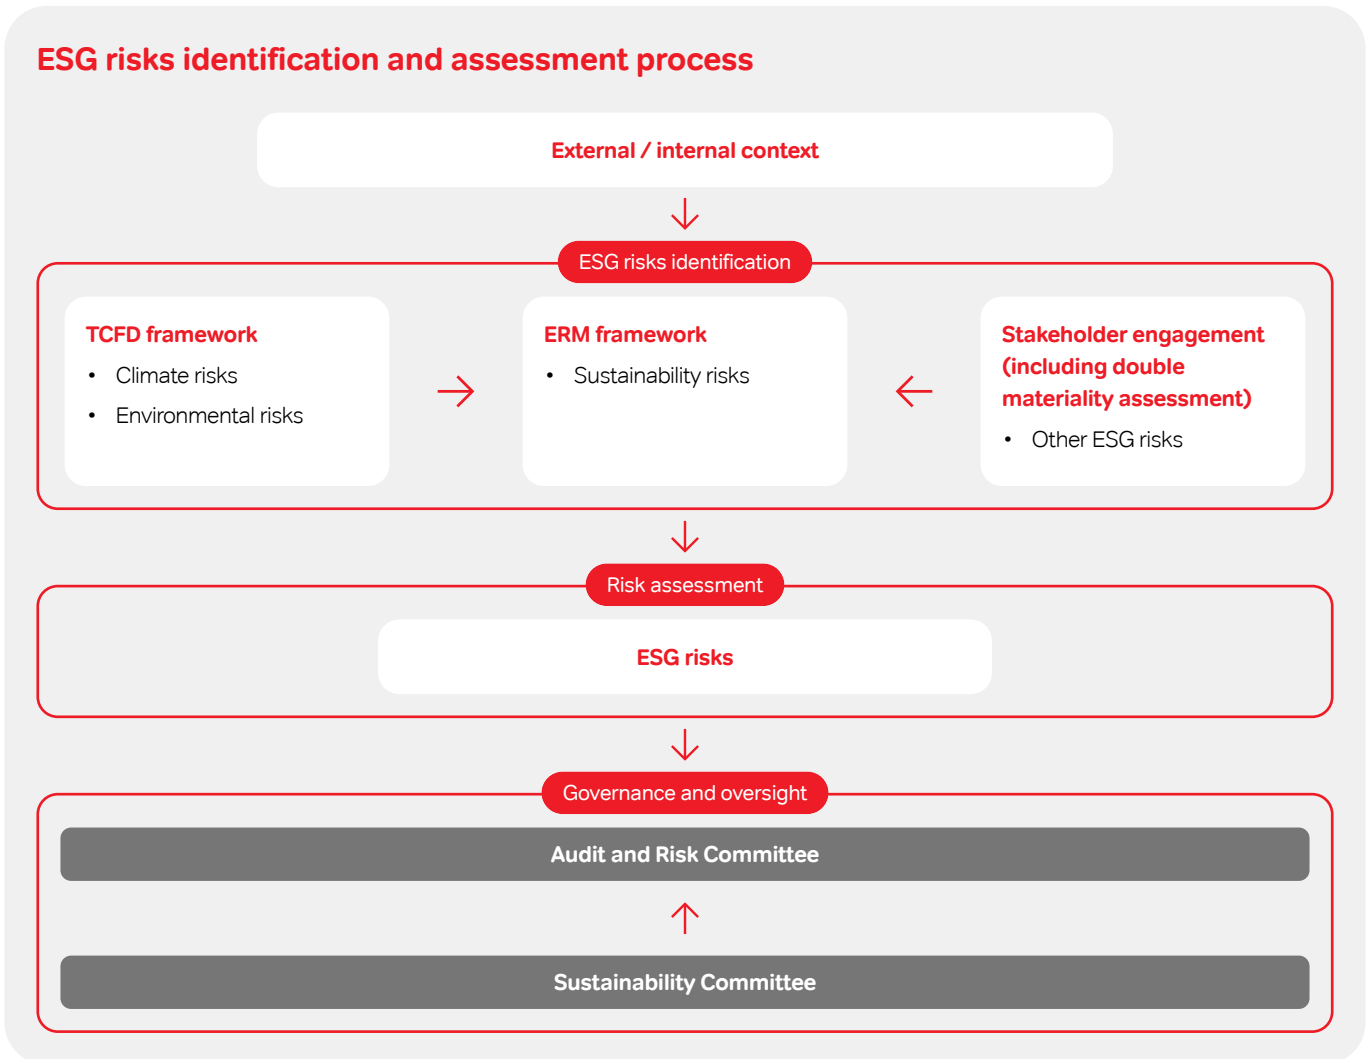 ESG risks identification and assessment process
External / internal context
ESG risks identification
TCFD framework
• Climate risks
• Environmental risks
ERM framework
• Sustainability risks
Stakeholder engagement
(including double
materiality assessment)
• Other ESG risks
Risk assessment
ESG risks
Governance and oversight
Audit and Risk Committee
Sustainability Committee